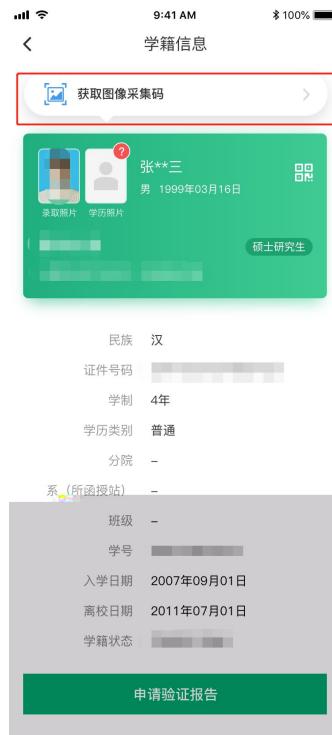 9:41 AM
100%
学籍信息
获取图像采集码
?
张**三
男 1999年03月16日
录取照片 学历照片
硕士研究生
民族 汉
证件号码
学制 4年
学历类别 普通
分院 –
系（所函授站） –
班级 –
学号
入学日期 2007年09月01日
离校日期 2011年07月01日
学籍状态
申请验证报告